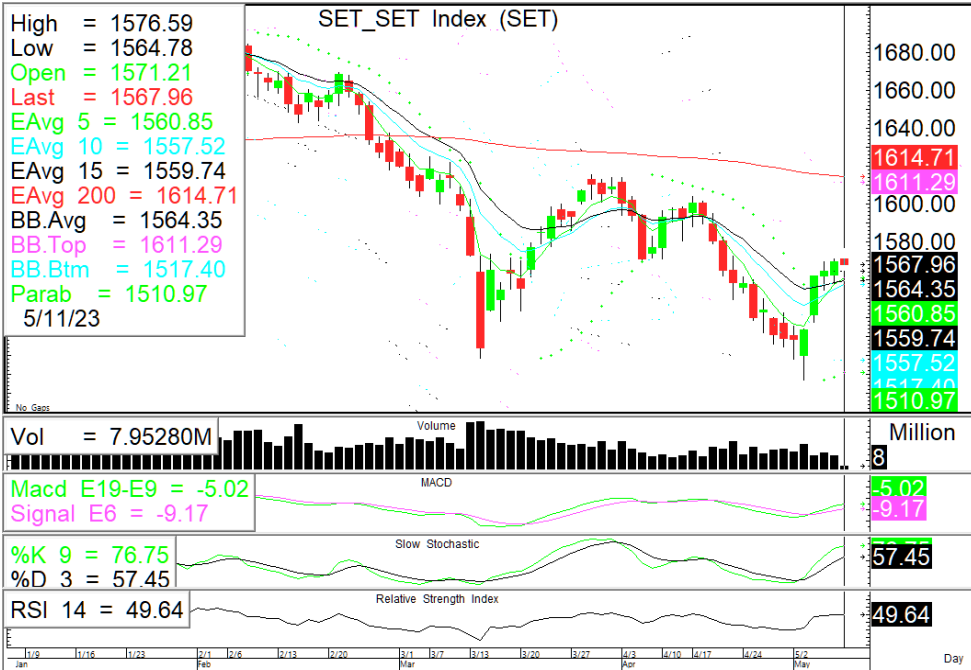 SET_SET Index (SET)
High = 1576.59
Low = 1564.78
Open = 1571.21
Last = 1567.96
EAvg 5 = 1560.85
EAvg 10 = 1557.52
EAvg 15 = 1559.74
EAvg 200 = 1614.71
BB.Avg = 1564.35
BB.Top = 1611.29
BB.Btm = 1517.40
Parab = 1510.97
5/11/23
1680.00
1660.00
1640.00
1614.71
1611.29
1600.00
1580.00
1567.96
1564.35
1560.85
1559.74
1557.52
1517.40
1510.97
No Gaps
Volume
Vol = 7.95280M
Million
8
MACD
Macd E19-E9 = -5.02
Signal E6 = -9.17
-5.02
-9.17
Slow Stochastic
%K 9 = 76.75
%D 3 = 57.45
57.45
Relative Strength Index
RSI 14 = 49.64
49.64
1/9 1/16 1/23 2/1 2/6 2/13 2/20 3/1 3/7 3/13 3/20 3/27 4/3 4/10 4/17 4/24 5/2
Jan Feb Mar Apr May Day